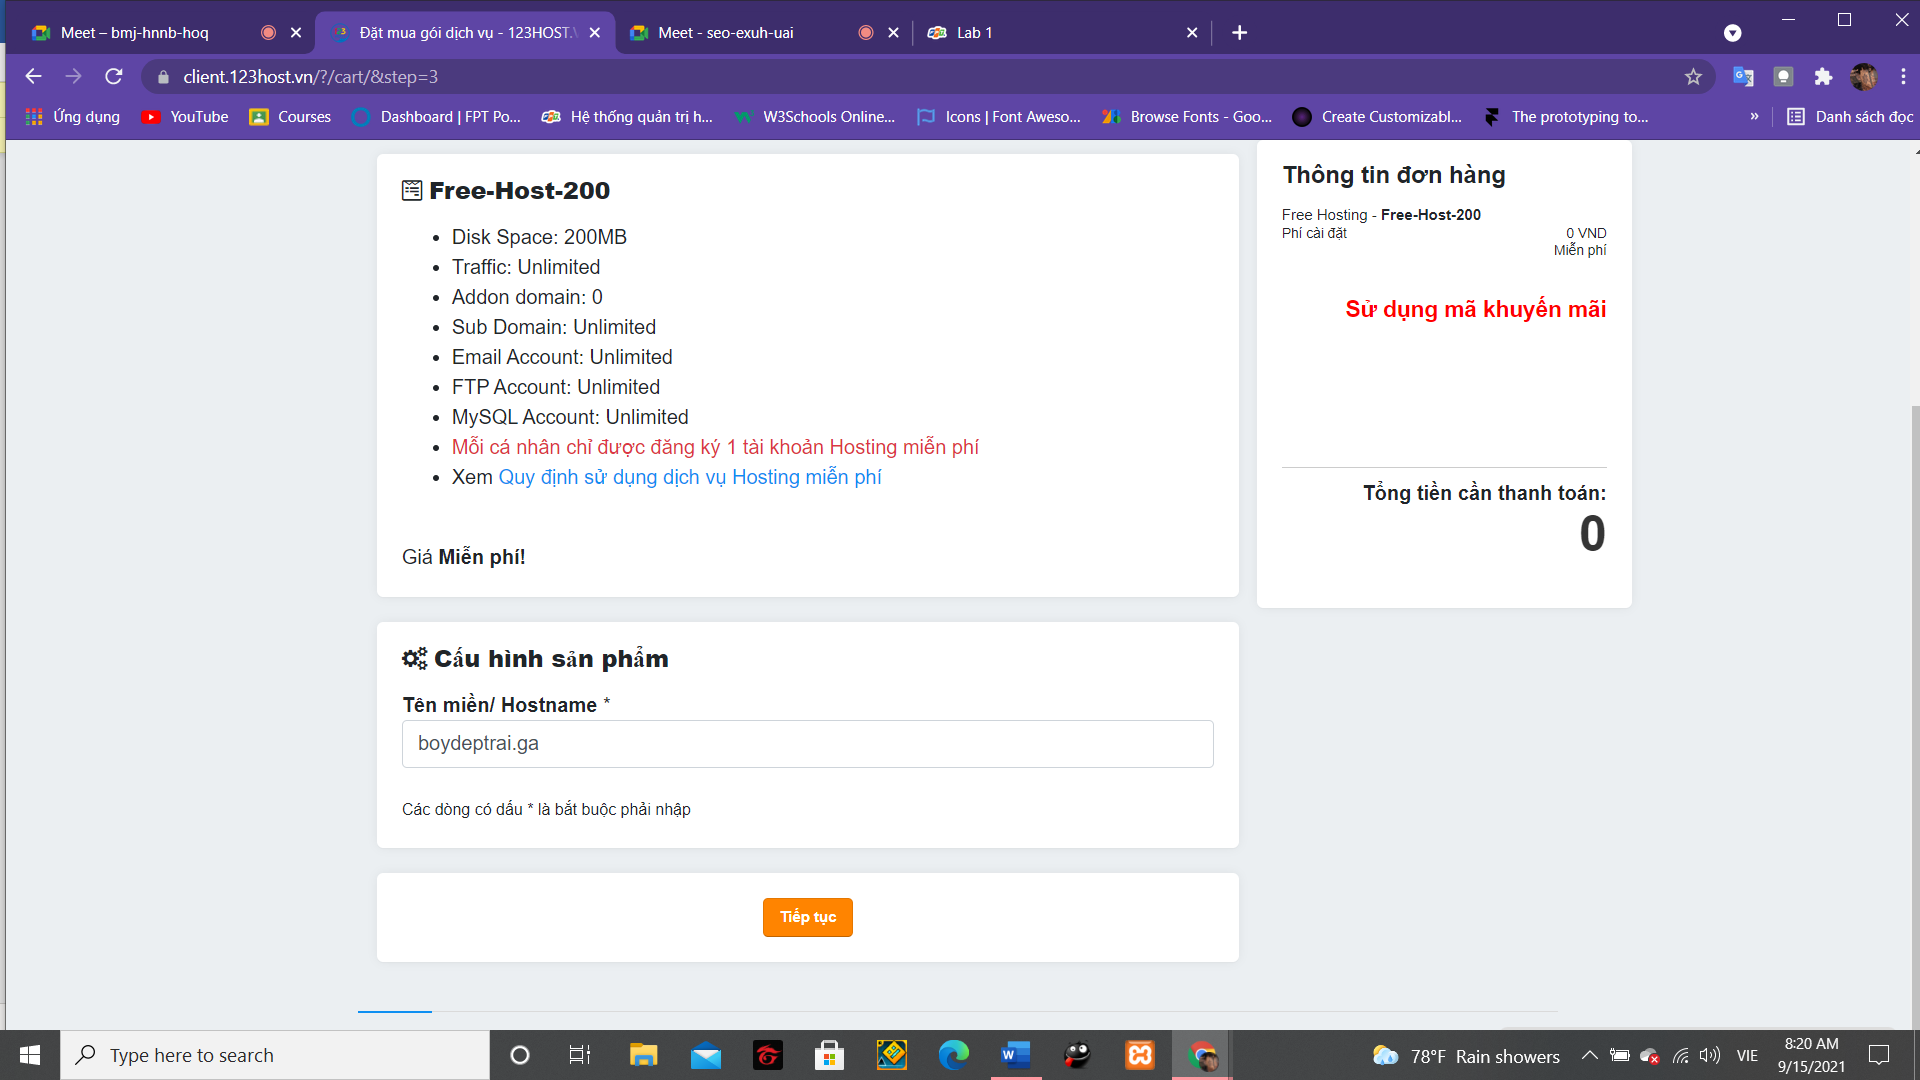 Meet – bmj-hnnb-hoq
Đặt mua gói dịch vụ - 123HOST.V
Meet - seo-exuh-uai
Lab 1
client.123host.vn/?/cart/&step=3
Ứng dụng
YouTube
Courses
Dashboard | FPT Po...
Hệ thống quản trị h...
W3Schools Online...
Icons | Font Aweso...
Browse Fonts - Goo...
Create Customizabl...
The prototyping to...
»
Danh sách đọc
Free-Host-200
• Disk Space: 200MB
• Traffic: Unlimited
• Addon domain: 0
• Sub Domain: Unlimited
• Email Account: Unlimited
• FTP Account: Unlimited
• MySQL Account: Unlimited
• Mỗi cá nhân chỉ được đăng ký 1 tài khoản Hosting miễn phí
• Xem Quy định sử dụng dịch vụ Hosting miễn phí
Giá Miễn phí!
Thông tin đơn hàng
Free Hosting - Free-Host-200
Phí cài đặt 0 VND
Miễn phí
Sử dụng mã khuyến mãi
Tổng tiền cần thanh toán:
0
Cấu hình sản phẩm
Tên miền/ Hostname *
boydeptrai.ga
Các dòng có dấu * là bắt buộc phải nhập
Tiếp tục
Type here to search
78°F Rain showers
VIE
8:20 AM
9/15/2021